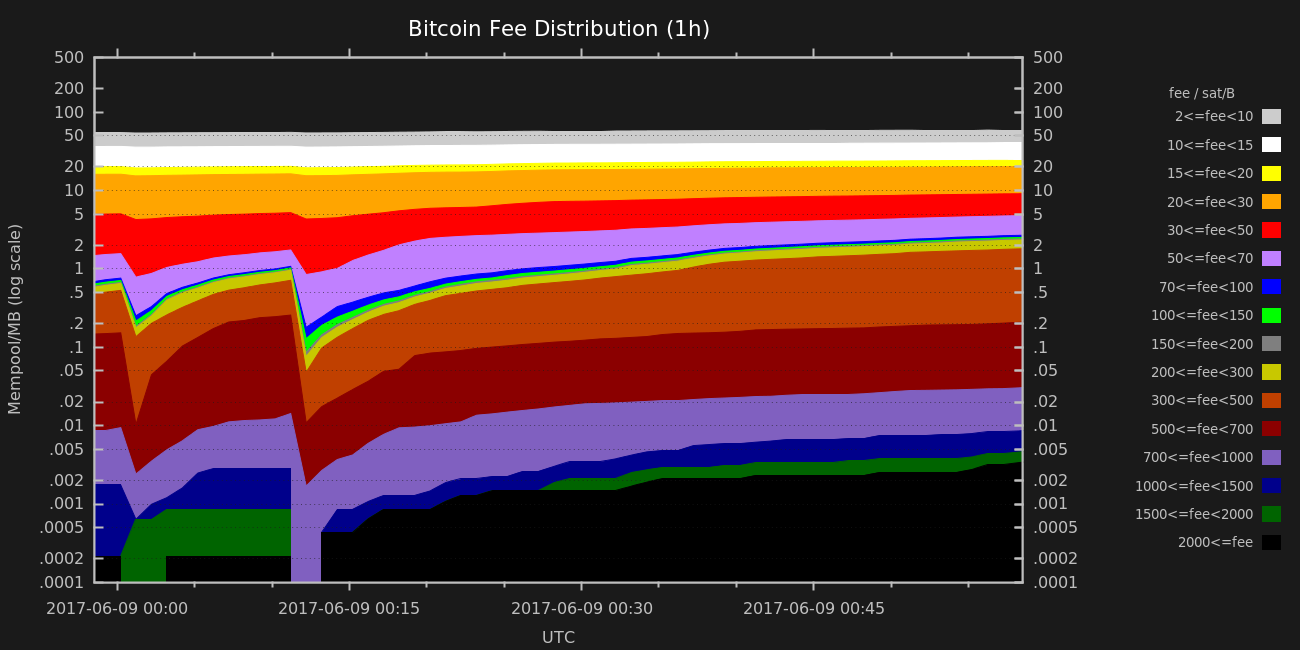 Bitcoin Fee Distribution (1h)
500 500
200 200
100 100
50 50
20 20
10 10
5 5
2 2
1 1
.5 .5
.2 .2
.1 .1
.05 .05
.02 .02
.01 .01
.005 .005
.002 .002
.001 .001
.0005 .0005
.0002 .0002
.0001 .0001
Mempool/MB (log scale)
2017-06-09 00:00 2017-06-09 00:15 2017-06-09 00:30 2017-06-09 00:45
UTC
fee / sat/B
2<=fee<10
10<=fee<15
15<=fee<20
20<=fee<30
30<=fee<50
50<=fee<70
70<=fee<100
100<=fee<150
150<=fee<200
200<=fee<300
300<=fee<500
500<=fee<700
700<=fee<1000
1000<=fee<1500
1500<=fee<2000
2000<=fee